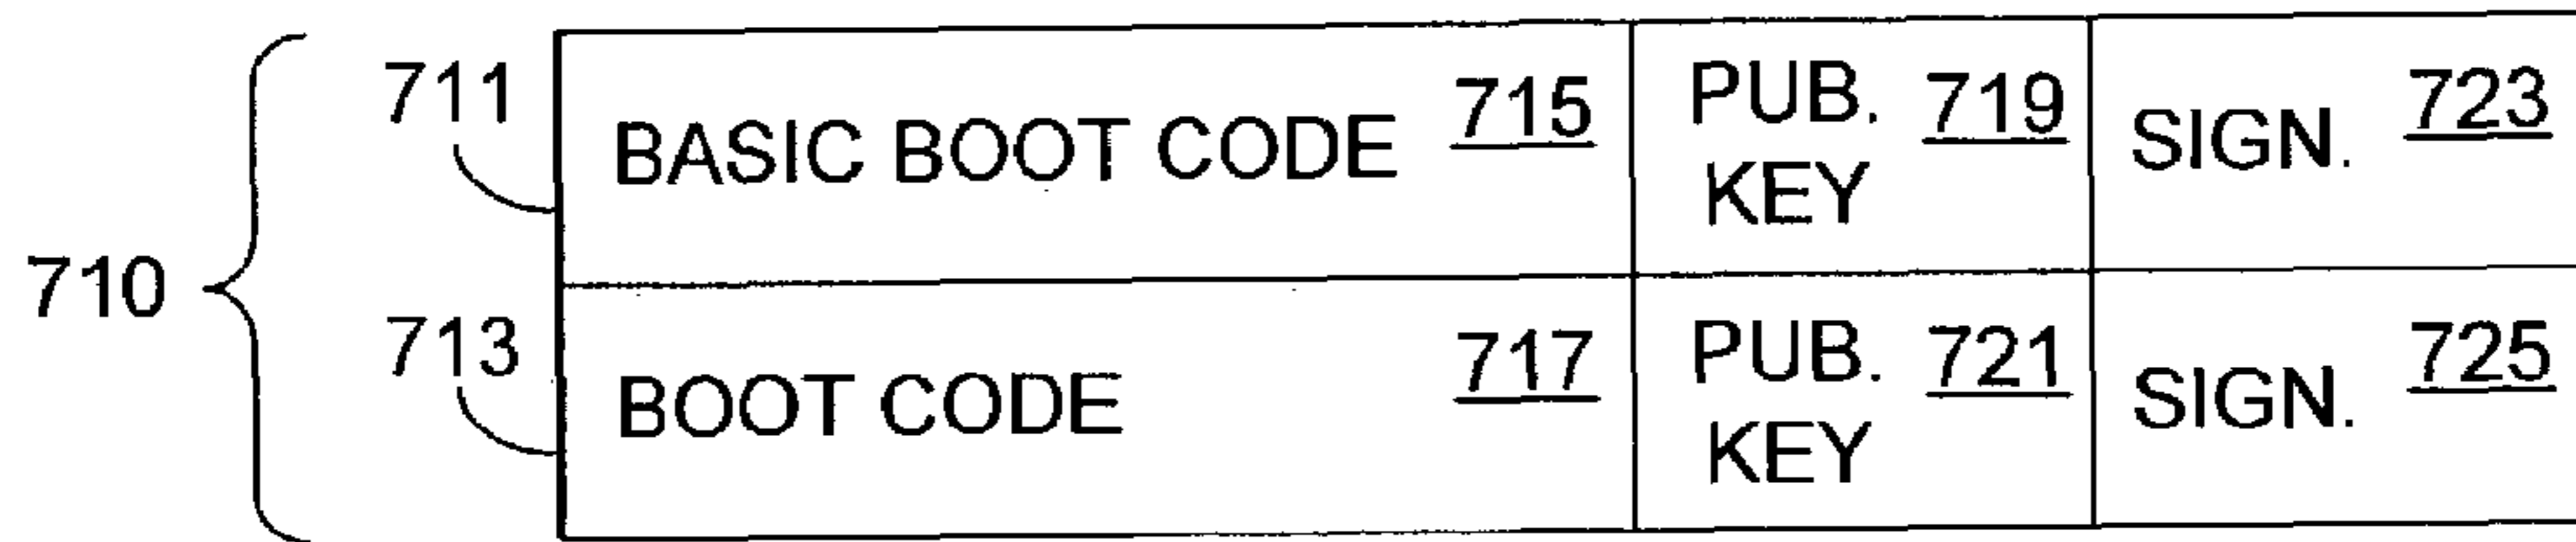 710
711
BASIC BOOT CODE 715
PUB. KEY 719
SIGN. 723
713
BOOT CODE 717
PUB. KEY 721
SIGN. 725